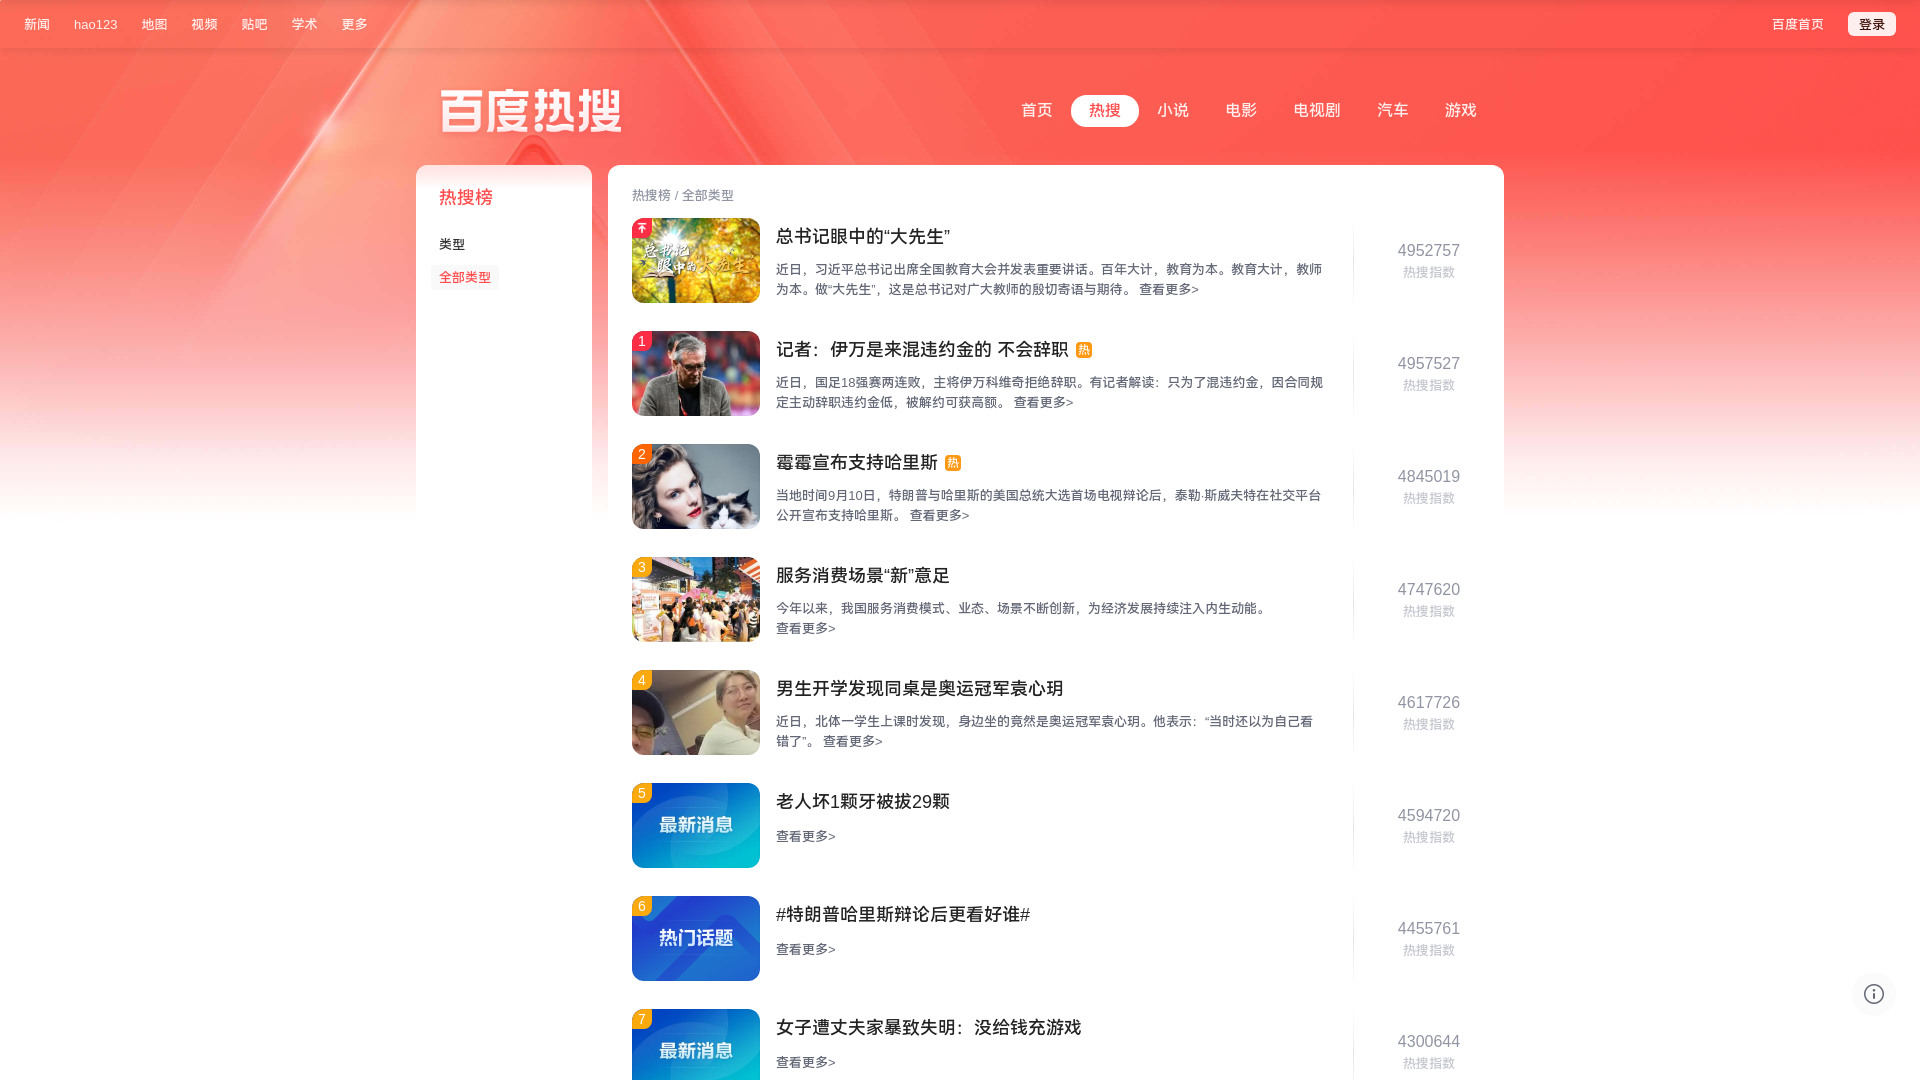 新闻 hao123 地图 视频 贴吧 学术 更多 百度首页 登录
百度热搜
首页 热搜 小说 电影 电视剧 汽车 游戏
热搜榜
类型
全部类型
热搜榜 / 全部类型
总书记眼中的大先生
总书记眼中的“大先生”
近日，习近平总书记出席全国教育大会并发表重要讲话。百年大计，教育为本。教育大计，教师
为本。做“大先生”，这是总书记对广大教师的殷切寄语与期待。 查看更多>
4952757
热搜指数
1
记者：伊万是来混违约金的 不会辞职 热
近日，国足18强赛两连败，主将伊万科维奇拒绝辞职。有记者解读：只为了混违约金，因合同规
定主动辞职违约金低，被解约可获高额。 查看更多>
4957527
热搜指数
2
霉霉宣布支持哈里斯 热
当地时间9月10日，特朗普与哈里斯的美国总统大选首场电视辩论后，泰勒·斯威夫特在社交平台
公开宣布支持哈里斯。 查看更多>
4845019
热搜指数
3
服务消费场景“新”意足
今年以来，我国服务消费模式、业态、场景不断创新，为经济发展持续注入内生动能。
查看更多>
4747620
热搜指数
4
男生开学发现同桌是奥运冠军袁心玥
近日，北体一学生上课时发现，身边坐的竟然是奥运冠军袁心玥。他表示：“当时还以为自己看
错了”。 查看更多>
4617726
热搜指数
5
最新消息
老人坏1颗牙被拔29颗
查看更多>
4594720
热搜指数
6
热门话题
#特朗普哈里斯辩论后更看好谁#
查看更多>
4455761
热搜指数
7
最新消息
女子遭丈夫家暴致失明：没给钱充游戏
查看更多>
4300644
热搜指数